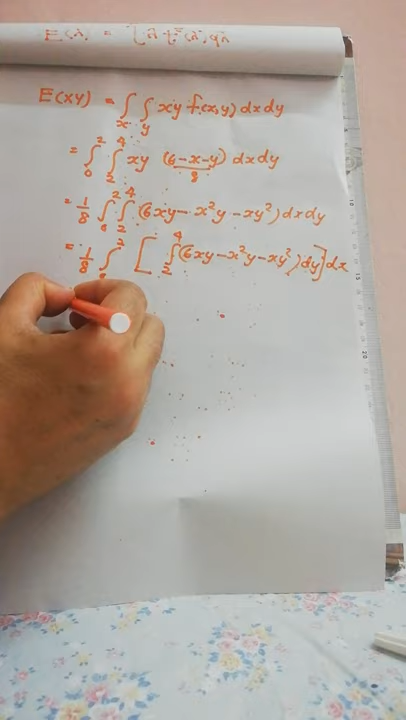 E(xy) = ∫x ∫y xy f(x,y) dx dy
= ∫₀² ∫₂⁴ xy (6-x-y)/8 dx dy
= 1/8 ∫₀² ∫₂⁴ (6xy - x²y - xy²) dx dy
= 1/8 ∫₀² [ ∫₂⁴ (6xy - x²y - xy²) dy ] dx